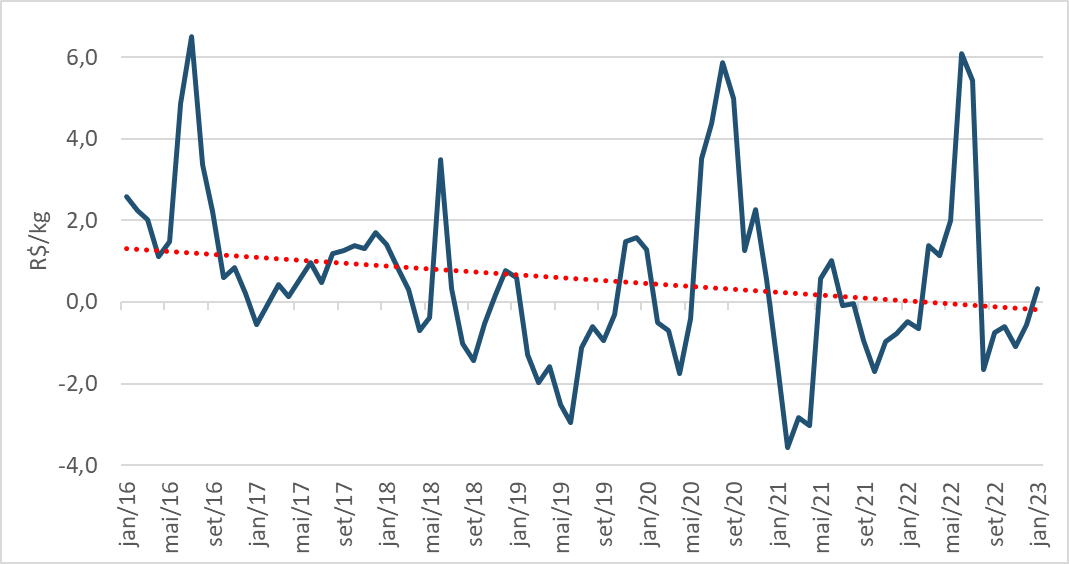 6,0
4,0
2,0
0,0
-2,0
-4,0
R$/kg
jan/16
mai/16
set/16
jan/17
mai/17
set/17
jan/18
mai/18
set/18
jan/19
mai/19
set/19
jan/20
mai/20
set/20
jan/21
mai/21
set/21
jan/22
mai/22
set/22
jan/23